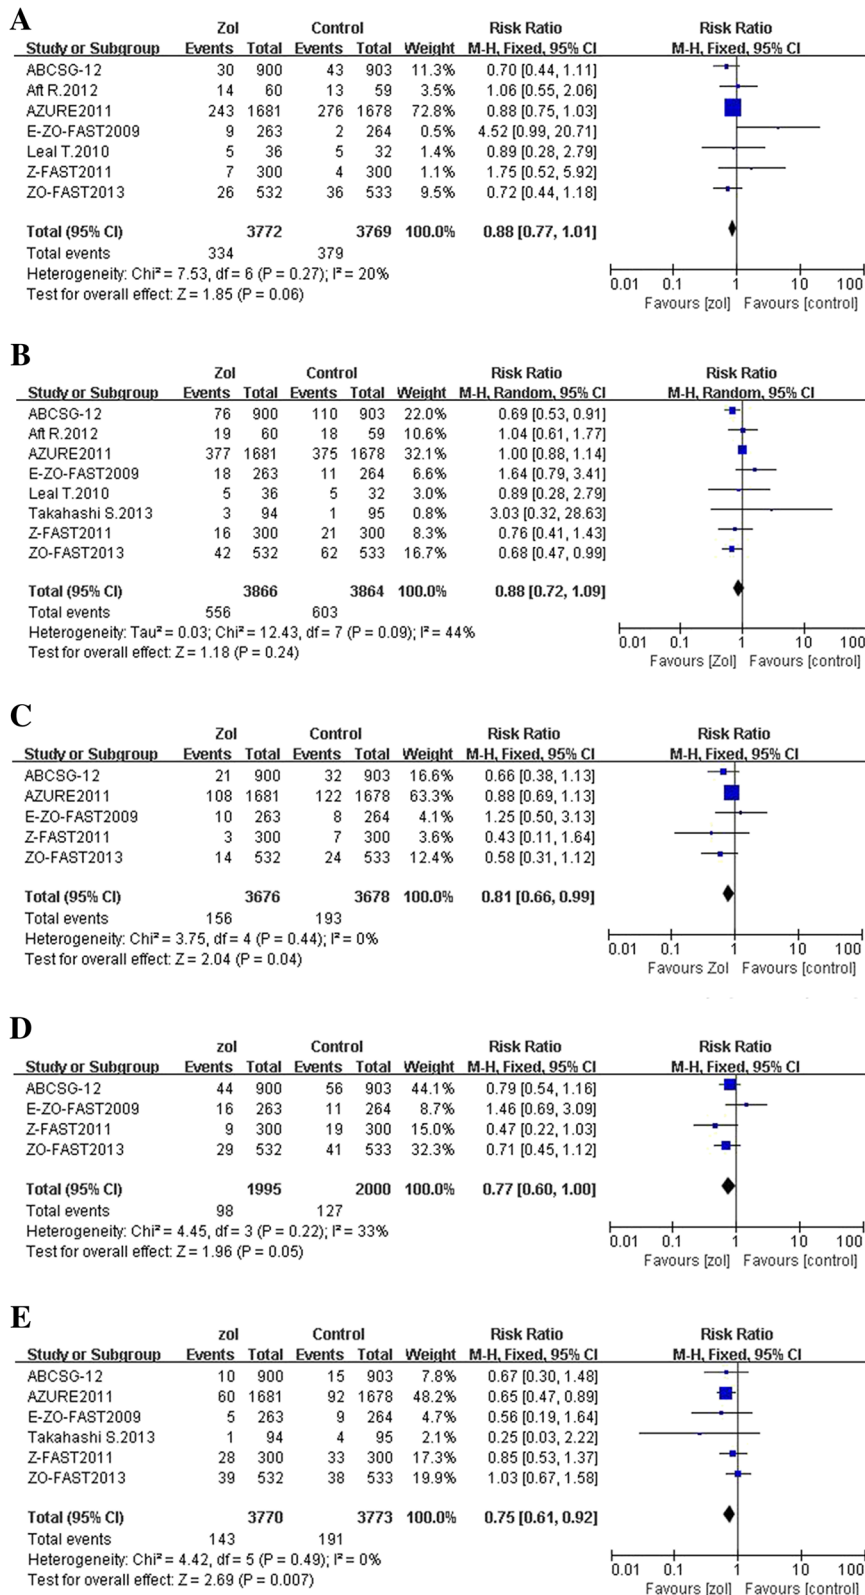 A
Zol Control Risk Ratio Risk Ratio
Study or Subgroup Events Total Events Total Weight M-H, Fixed, 95% CI M-H, Fixed, 95% CI
ABCSG-12 30 900 43 903 11.3% 0.70 [0.44, 1.11]
Aft R.2012 14 60 13 59 3.5% 1.06 [0.55, 2.06]
AZURE2011 243 1681 276 1678 72.8% 0.88 [0.75, 1.03]
E-ZO-FAST2009 9 263 2 264 0.5% 4.52 [0.99, 20.71]
Leal T.2010 5 36 5 32 1.4% 0.89 [0.28, 2.79]
Z-FAST2011 7 300 4 300 1.1% 1.75 [0.52, 5.92]
ZO-FAST2013 26 532 36 533 9.5% 0.72 [0.44, 1.18]
Total (95% CI) 3772 3769 100.0% 0.88 [0.77, 1.01]
Total events 334 379
Heterogeneity: Chi² = 7.53, df = 6 (P = 0.27); I² = 20%
Test for overall effect: Z = 1.85 (P = 0.06)
0.01 0.1 1 10 100
Favours [zol] Favours [control]
B
Zol Control Risk Ratio Risk Ratio
Study or Subgroup Events Total Events Total Weight M-H, Random, 95% CI M-H, Random, 95% CI
ABCSG-12 76 900 110 903 22.0% 0.69 [0.53, 0.91]
Aft R.2012 19 60 18 59 10.6% 1.04 [0.61, 1.77]
AZURE2011 377 1681 375 1678 32.1% 1.00 [0.88, 1.14]
E-ZO-FAST2009 18 263 11 264 6.6% 1.64 [0.79, 3.41]
Leal T.2010 5 36 5 32 3.0% 0.89 [0.28, 2.79]
Takahashi S.2013 3 94 1 95 0.8% 3.03 [0.32, 28.63]
Z-FAST2011 16 300 21 300 8.3% 0.76 [0.41, 1.43]
ZO-FAST2013 42 532 62 533 16.7% 0.68 [0.47, 0.99]
Total (95% CI) 3866 3864 100.0% 0.88 [0.72, 1.09]
Total events 556 603
Heterogeneity: Tau² = 0.03; Chi² = 12.43, df = 7 (P = 0.09); I² = 44%
Test for overall effect: Z = 1.18 (P = 0.24)
0.01 0.1 1 10 100
Favours [Zol] Favours [control]
C
Zol Control Risk Ratio Risk Ratio
Study or Subgroup Events Total Events Total Weight M-H, Fixed, 95% CI M-H, Fixed, 95% CI
ABCSG-12 21 900 32 903 16.6% 0.66 [0.38, 1.13]
AZURE2011 108 1681 122 1678 63.3% 0.88 [0.69, 1.13]
E-ZO-FAST2009 10 263 8 264 4.1% 1.25 [0.50, 3.13]
Z-FAST2011 3 300 7 300 3.6% 0.43 [0.11, 1.64]
ZO-FAST2013 14 532 24 533 12.4% 0.58 [0.31, 1.12]
Total (95% CI) 3676 3678 100.0% 0.81 [0.66, 0.99]
Total events 156 193
Heterogeneity: Chi² = 3.75, df = 4 (P = 0.44); I² = 0%
Test for overall effect: Z = 2.04 (P = 0.04)
0.01 0.1 1 10 100
Favours Zol Favours [control]
D
zol Control Risk Ratio Risk Ratio
Study or Subgroup Events Total Events Total Weight M-H, Fixed, 95% CI M-H, Fixed, 95% CI
ABCSG-12 44 900 56 903 44.1% 0.79 [0.54, 1.16]
E-ZO-FAST2009 16 263 11 264 8.7% 1.46 [0.69, 3.09]
Z-FAST2011 9 300 19 300 15.0% 0.47 [0.22, 1.03]
ZO-FAST2013 29 532 41 533 32.3% 0.71 [0.45, 1.12]
Total (95% CI) 1995 2000 100.0% 0.77 [0.60, 1.00]
Total events 98 127
Heterogeneity: Chi² = 4.45, df = 3 (P = 0.22); I² = 33%
Test for overall effect: Z = 1.96 (P = 0.05)
0.01 0.1 1 10 100
Favours [zol] Favours [control]
E
zol Control Risk Ratio Risk Ratio
Study or Subgroup Events Total Events Total Weight M-H, Fixed, 95% CI M-H, Fixed, 95% CI
ABCSG-12 10 900 15 903 7.8% 0.67 [0.30, 1.48]
AZURE2011 60 1681 92 1678 48.2% 0.65 [0.47, 0.89]
E-ZO-FAST2009 5 263 9 264 4.7% 0.56 [0.19, 1.64]
Takahashi S.2013 1 94 4 95 2.1% 0.25 [0.03, 2.22]
Z-FAST2011 28 300 33 300 17.3% 0.85 [0.53, 1.37]
ZO-FAST2013 39 532 38 533 19.9% 1.03 [0.67, 1.58]
Total (95% CI) 3770 3773 100.0% 0.75 [0.61, 0.92]
Total events 143 191
Heterogeneity: Chi² = 4.42, df = 5 (P = 0.49); I² = 0%
Test for overall effect: Z = 2.69 (P = 0.007)
0.01 0.1 1 10 100
Favours [zol] Favours [control]